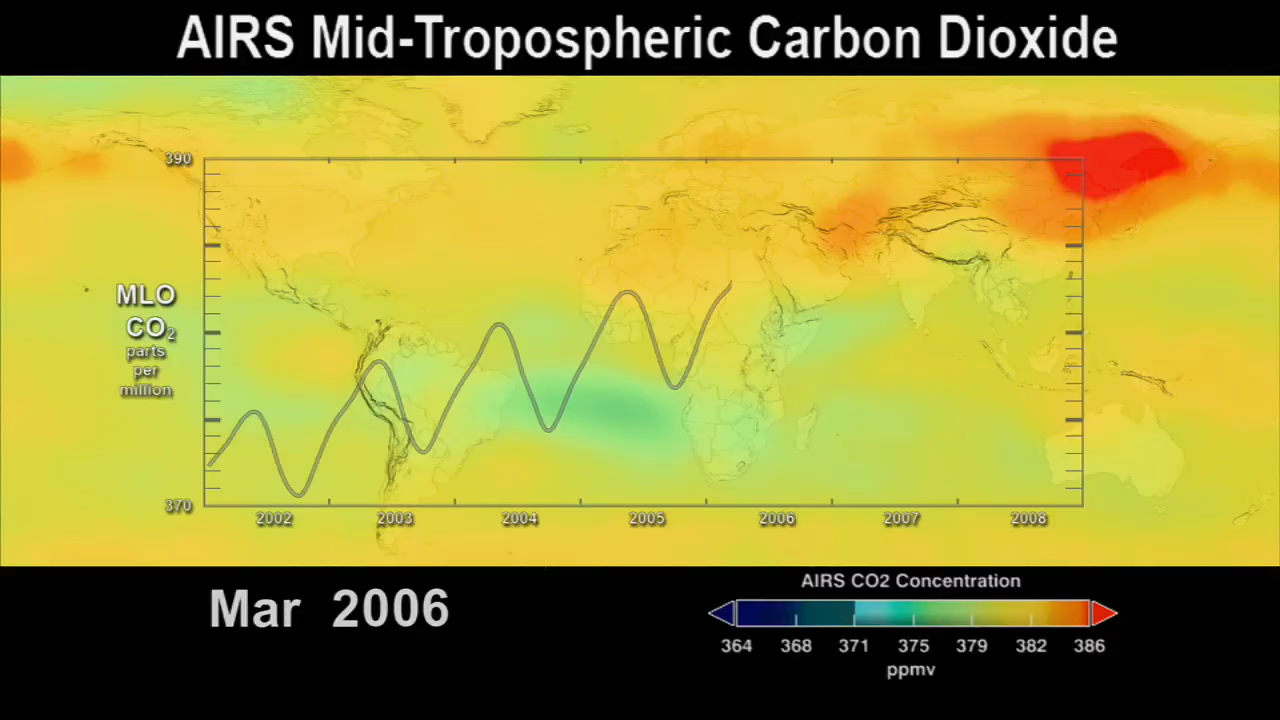 AIRS Mid-Tropospheric Carbon Dioxide
390
MLO
CO2
parts
per
million
370
2002 2003 2004 2005 2006 2007 2008
Mar 2006
AIRS CO2 Concentration
364 368 371 375 379 382 386
ppmv